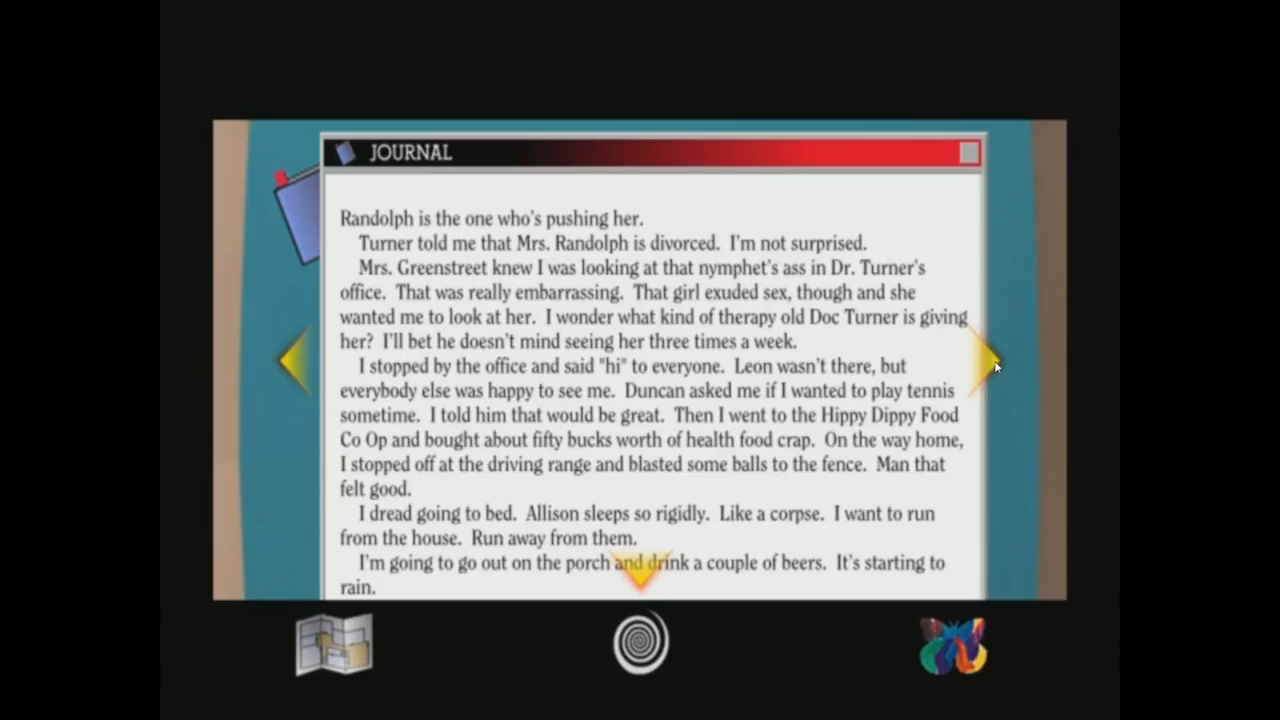 JOURNAL
Randolph is the one who's pushing her.
Turner told me that Mrs. Randolph is divorced. I'm not surprised.
Mrs. Greenstreet knew I was looking at that nymphet's ass in Dr. Turner's
office. That was really embarrassing. That girl exuded sex, though and she
wanted me to look at her. I wonder what kind of therapy old Doc Turner is giving
her? I'll bet he doesn't mind seeing her three times a week.
I stopped by the office and said "hi" to everyone. Leon wasn't there, but
everybody else was happy to see me. Duncan asked me if I wanted to play tennis
sometime. I told him that would be great. Then I went to the Hippy Dippy Food
Co Op and bought about fifty bucks worth of health food crap. On the way home,
I stopped off at the driving range and blasted some balls to the fence. Man that
felt good.
I dread going to bed. Allison sleeps so rigidly. Like a corpse. I want to run
from the house. Run away from them.
I'm going to go out on the porch and drink a couple of beers. It's starting to
rain.